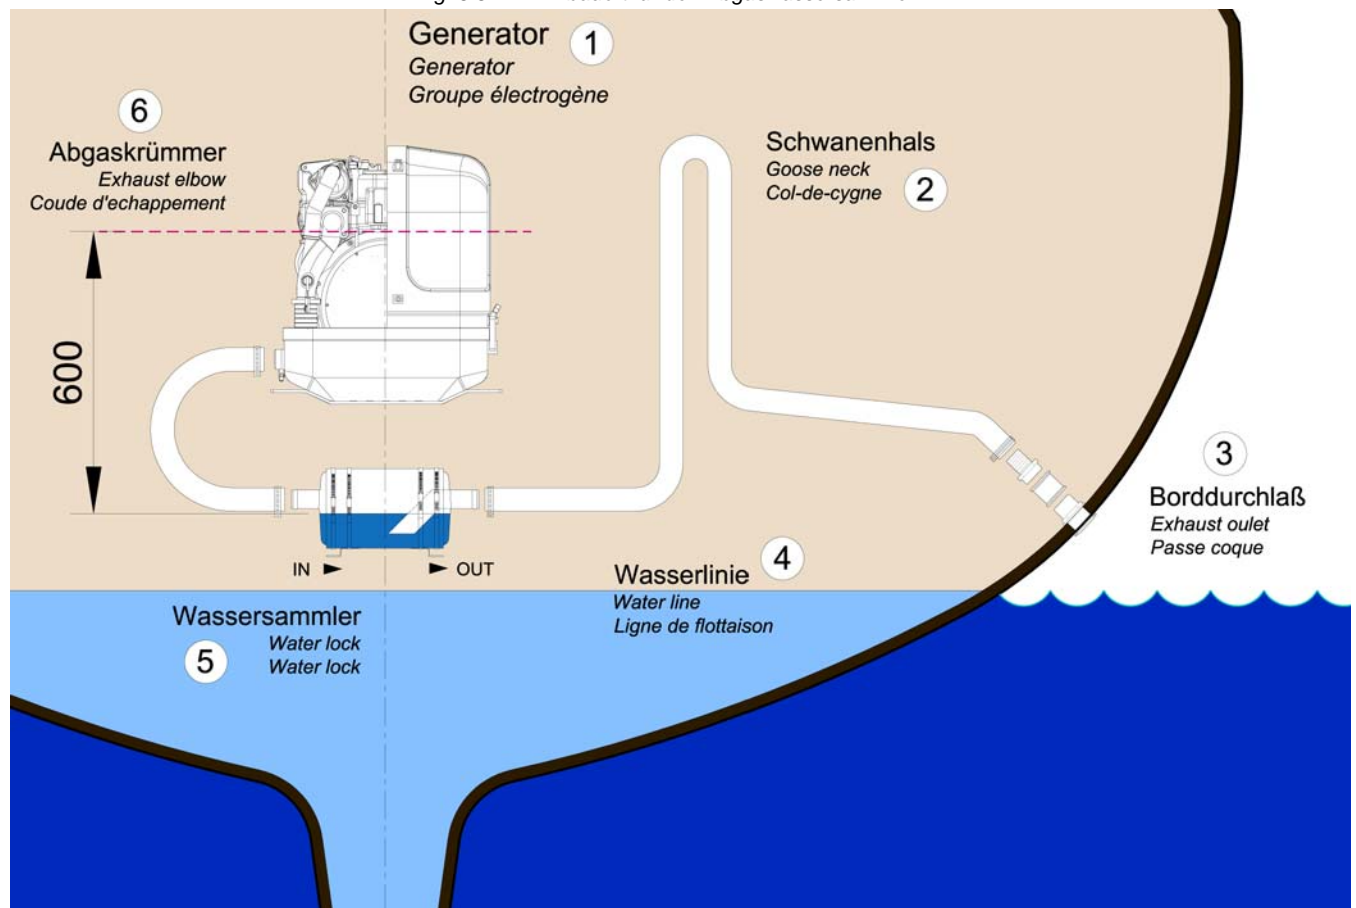 Generator
1
Generator
Groupe électrogène
6
Abgaskrümmer
Exhaust elbow
Coude d'echappement
Schwanenhals
Goose neck
Col-de-cygne
2
600
3
Borddurchlaß
Exhaust oulet
Passe coque
IN
OUT
Wasserlinie
4
Water line
Ligne de flottaison
Wassersammler
Water lock
5
Water lock